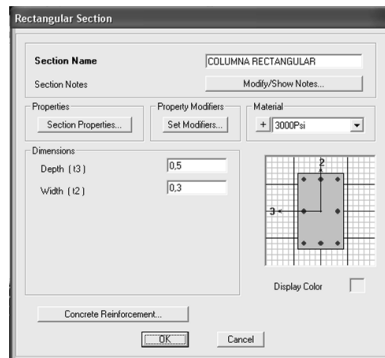 Rectangular Section
Section Name
COLUMNA RECTANGULAR
Section Notes
Modify/Show Notes...
Properties
Property Modifiers
Material
Section Properties...
Set Modifiers...
+ 3000Psi
Dimensions
Depth ( t3 )
0,5
Width ( t2 )
0,3
2
3
Display Color
Concrete Reinforcement...
OK
Cancel